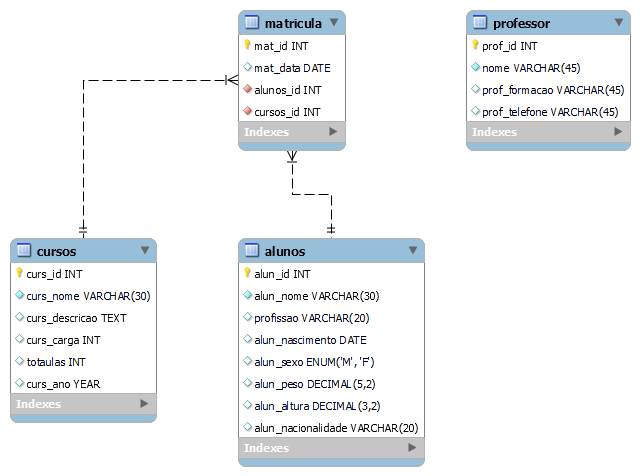 matricula
mat_id INT
mat_data DATE
alunos_id INT
cursos_id INT
Indexes
professor
prof_id INT
nome VARCHAR(45)
prof_formacao VARCHAR(45)
prof_telefone VARCHAR(45)
Indexes
cursos
curs_id INT
curs_nome VARCHAR(30)
curs_descricao TEXT
curs_carga INT
totaulas INT
curs_ano YEAR
Indexes
alunos
alun_id INT
alun_nome VARCHAR(30)
profissao VARCHAR(20)
alun_nascimento DATE
alun_sexo ENUM('M', 'F')
alun_peso DECIMAL(5,2)
alun_altura DECIMAL(3,2)
alun_nacionalidade VARCHAR(20)
Indexes